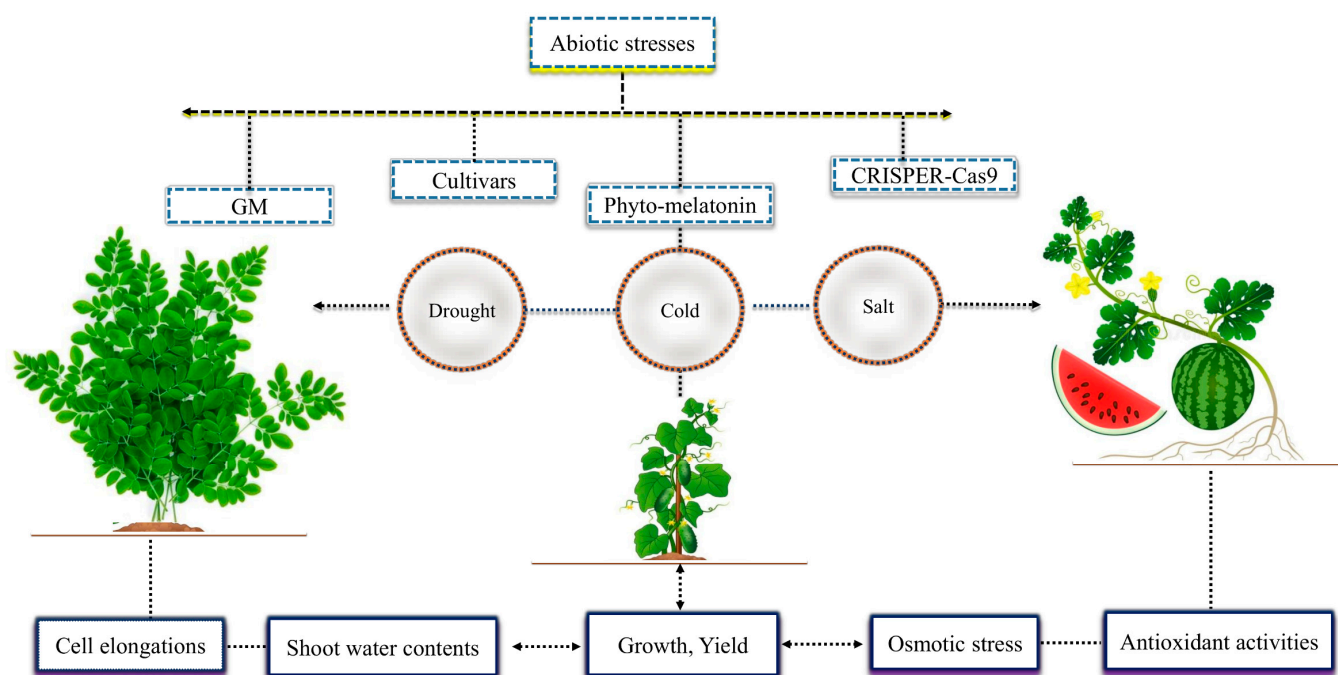 Abiotic stresses
GM
Cultivars
Phyto-melatonin
CRISPER-Cas9
Drought
Cold
Salt
Cell elongations
Shoot water contents
Growth, Yield
Osmotic stress
Antioxidant activities